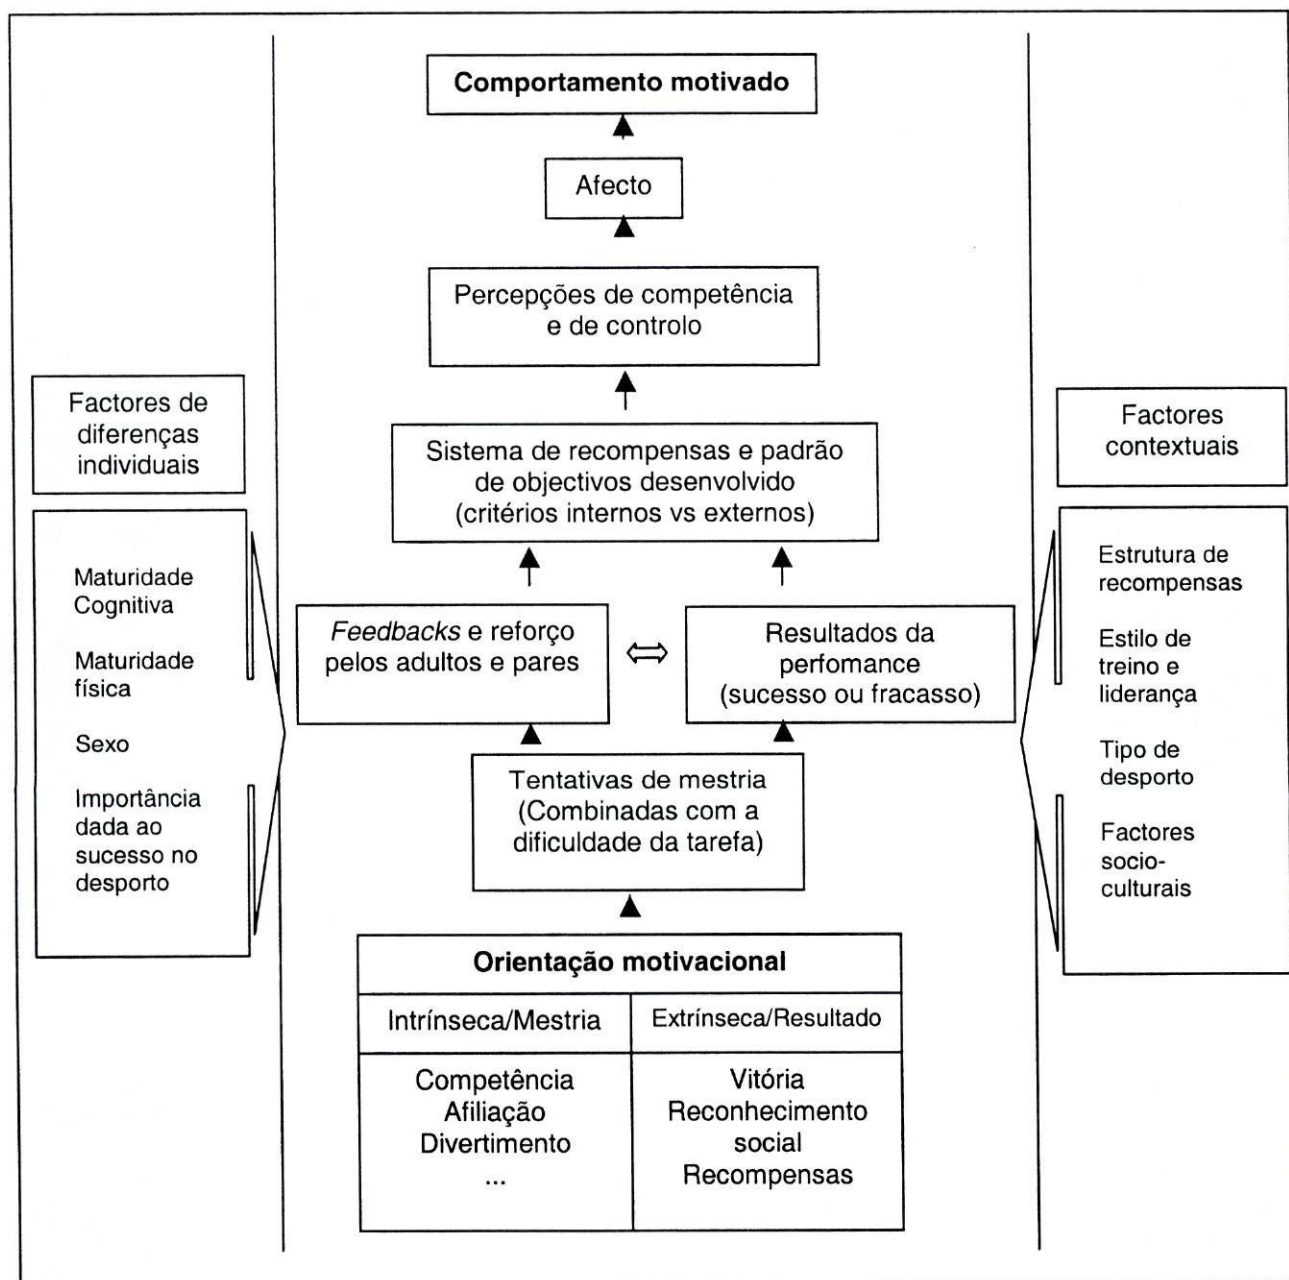 Comportamento motivado
Afecto
Percepções de competência
e de controlo
Factores de
diferenças
individuais
Sistema de recompensas e padrão
de objectivos desenvolvido
(critérios internos vs externos)
Factores
contextuais
Maturidade
Cognitiva
Maturidade
física
Sexo
Importância
dada ao
sucesso no
desporto
Feedbacks e reforço
pelos adultos e pares
Resultados da
perfomance
(sucesso ou fracasso)
Estrutura de
recompensas
Estilo de
treino e
liderança
Tipo de
desporto
Factores
socio-
culturais
Tentativas de mestria
(Combinadas com a
dificuldade da tarefa)
Orientação motivacional
Intrínseca/Mestria
Extrínseca/Resultado
Competência
Afiliação
Divertimento
...
Vitória
Reconhecimento
social
Recompensas